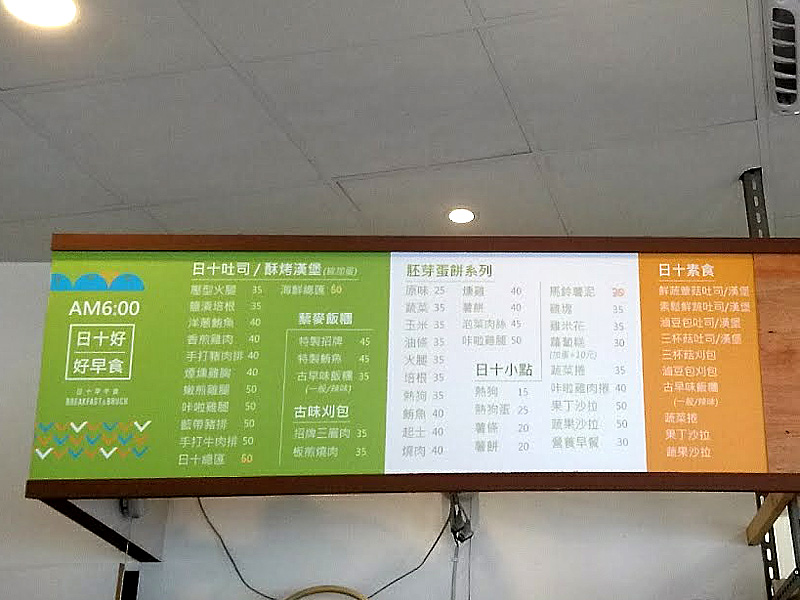 AM6:00
日十好
好早食
日十早午食
BREAKFAST & BRUCH
日十吐司 / 酥烤漢堡
壓型火腿 35
鹽漬培根 35
洋蔥鮪魚 40
香煎雞肉 40
手打豬肉排 40
煙燻雞胸 40
嫩煎雞腿 50
咔啦雞腿 50
藍帶豬排 50
手打牛肉排 50
日十總匯 60
海鮮總匯 60
藜麥飯糰
特製招牌 45
特製鮪魚 45
古早味飯糰 35
(一般/辣味)
古味刈包
招牌三層肉 35
板煎燒肉 35
胚芽蛋餅系列
原味 25
蔬菜 35
玉米 35
油條 35
火腿 35
培根 35
熱狗 35
鮪魚 40
起士 40
燒肉 40
燻雞 40
薯餅 40
泡菜肉絲 45
咔啦雞腿 50
日十小點
熱狗 15
熱狗蛋 25
薯條 20
薯餅 20
馬鈴薯泥
雞塊 35
雞米花 35
蘿蔔糕 30
(加蛋+10元)
蔬菜捲 35
咔啦雞肉捲 40
果丁沙拉 50
蔬果沙拉 50
營養早餐 30
日十素食
鮮蔬蘑菇吐司/漢堡
素鬆鮮蔬吐司/漢堡
滷豆包吐司/漢堡
三杯菇吐司/漢堡
三杯菇刈包
滷豆包刈包
古早味飯糰
(一般/辣味)
蔬菜捲
果丁沙拉
蔬果沙拉